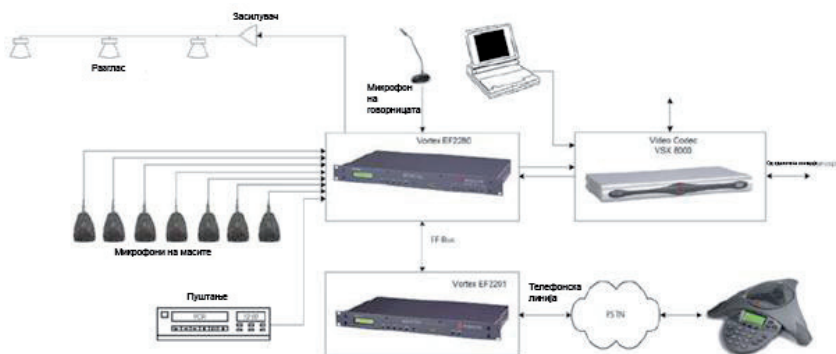 Засилувач
Разглас
Микрофон
на
говорницата
Vortex EF2280
Video Codec
VSX 8000
Микрофони на масите
EF Bus
Пуштање
VCR
Vortex EF2201
Телефонска
линија
PSTN